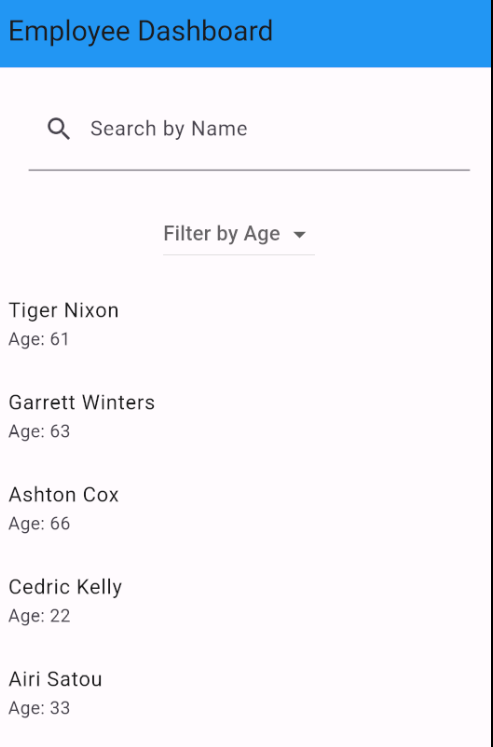 Employee Dashboard
Search by Name
Filter by Age
Tiger Nixon
Age: 61
Garrett Winters
Age: 63
Ashton Cox
Age: 66
Cedric Kelly
Age: 22
Airi Satou
Age: 33